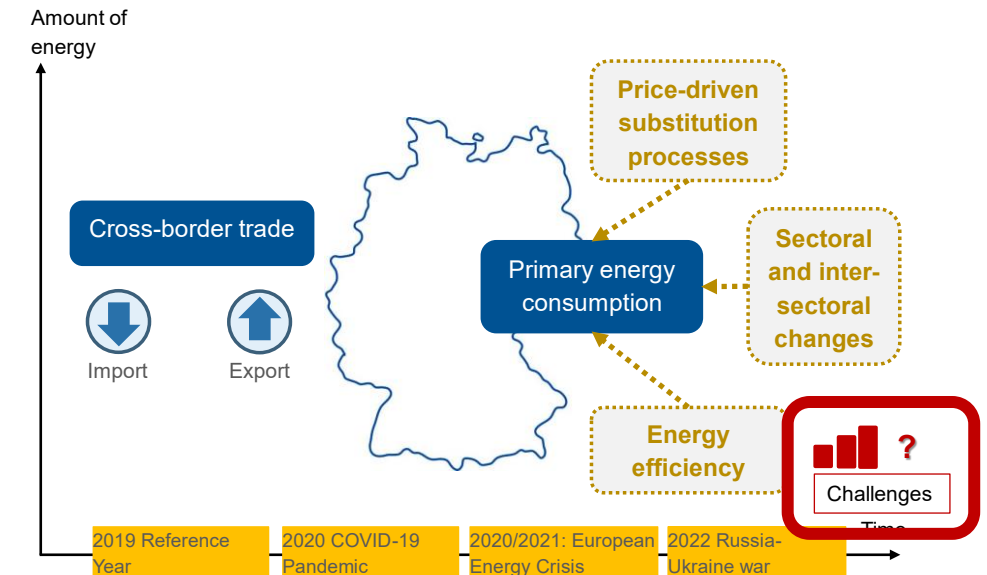 Amount of
energy
Price-driven
substitution
processes
Cross-border trade
Sectoral
and inter-
sectoral
changes
Primary energy
consumption
Import
Export
Energy
efficiency
?
Challenges
Time
2019 Reference
Year
2020 COVID-19
Pandemic
2020/2021: European
Energy Crisis
2022 Russia-
Ukraine war